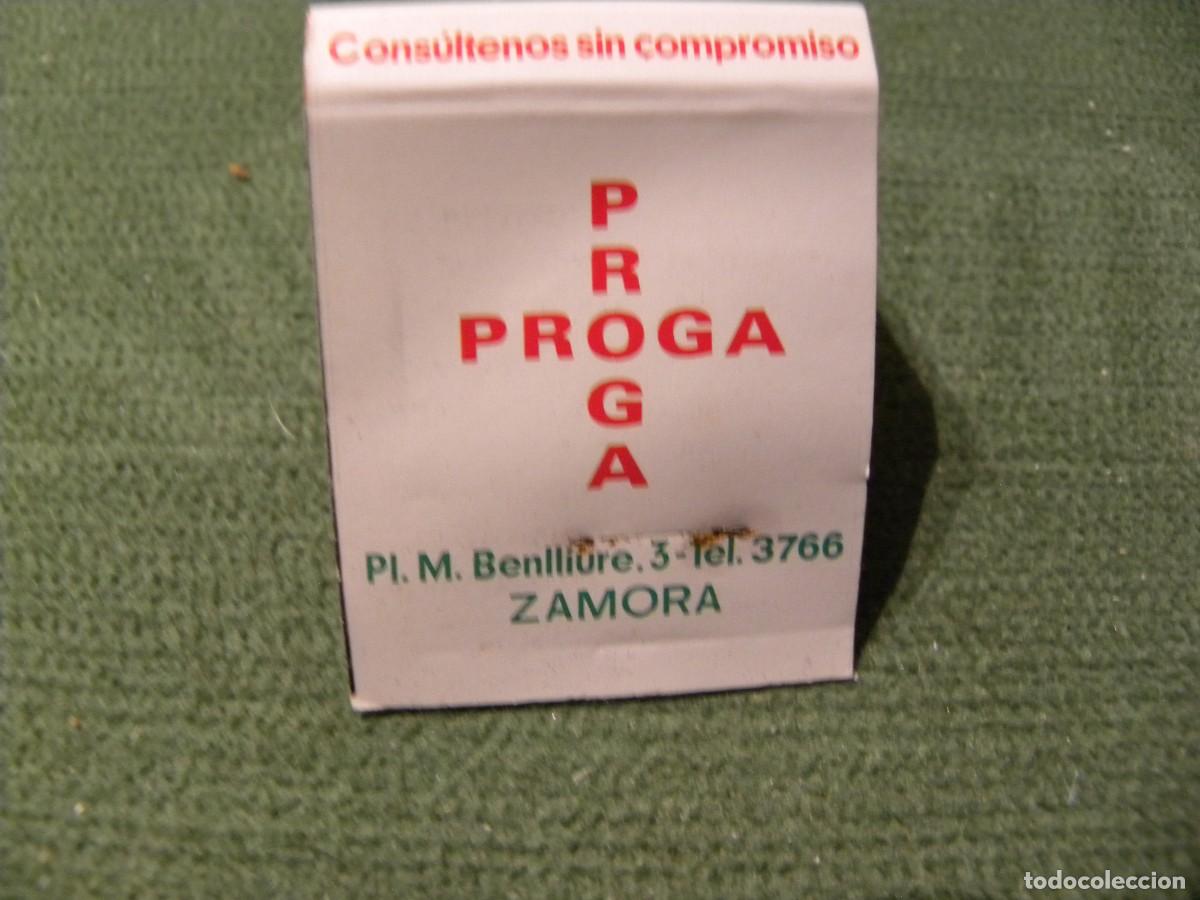 Consúltenos sin compromiso
P
R
PROGA
G
A
Pl. M. Benlliure, 3-Tel. 3766
ZAMORA
todocoleccion